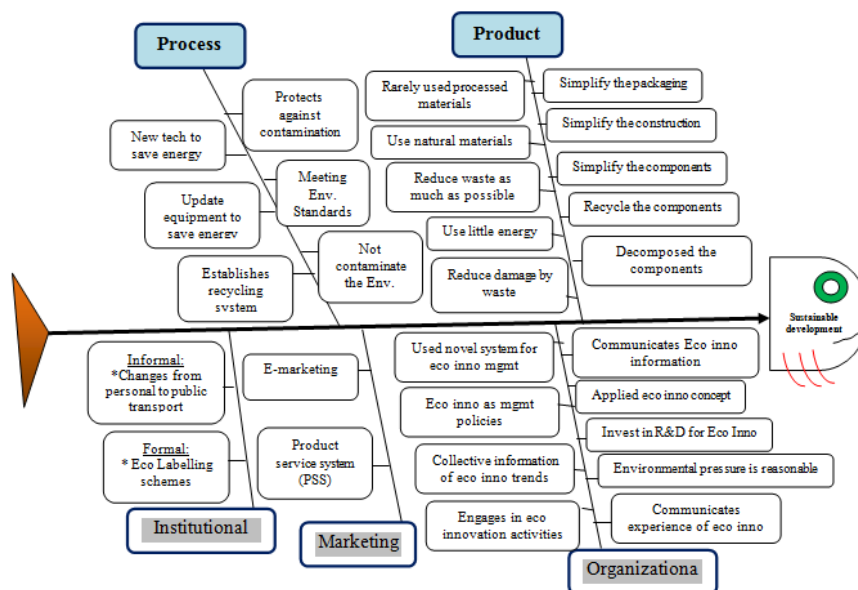 Process
Product
Protects
against
contamination
New tech to
save energy
Meeting
Env.
Standards
Update
equipment to
save energy
Not
contaminate
the Env.
Establishes
recycling
system
Rarely used processed
materials
Simplify the packaging
Simplify the construction
Use natural materials
Simplify the components
Reduce waste as
much as possible
Recycle the components
Use little energy
Decomposed the
components
Reduce damage by
waste
Sustainable
development
Informal:
*Changes from
personal to public
transport
Formal:
* Eco Labelling
schemes
Institutional
E-marketing
Product
service system
(PSS)
Marketing
Used novel system for
eco inno mgmt
Communicates Eco inno
information
Applied eco inno concept
Eco inno as mgmt
policies
Invest in R&D for Eco Inno
Collective information
of eco inno trends
Environmental pressure is reasonable
Engages in eco
innovation activities
Communicates
experience of eco inno
Organizationa